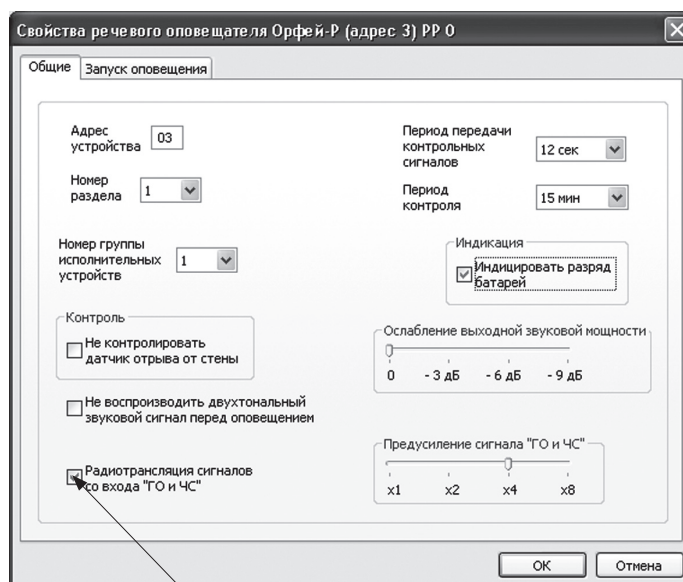 Свойства речевого оповещателя Орфей-Р (адрес 3) РР 0
Общие
Запуск оповещения
Адрес
устройства
03
Номер
раздела
1
Номер группы
исполнительных
устройств
1
Контроль
Не контролировать
датчик отрыва от стены
Не воспроизводить двухтональный
звуковой сигнал перед оповещением
Радиотрансляция сигналов
со входа "ГО и ЧС"
Период передачи
контрольных
сигналов
12 сек
Период
контроля
15 мин
Индикация
Индицировать разряд
батарей
Ослабление выходной звуковой мощности
0 - 3 дБ - 6 дБ - 9 дБ
Предусиление сигнала "ГО и ЧС"
x1 x2 x4 x8
ОК
Отмена